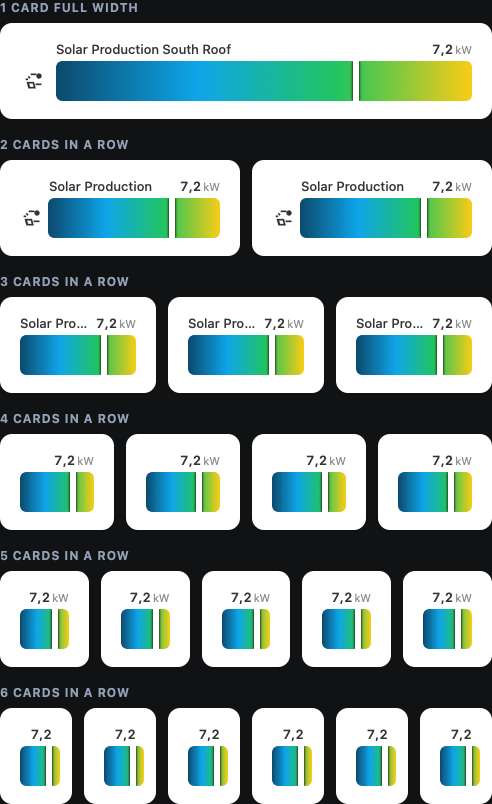 1 CARD FULL WIDTH
Solar Production South Roof 7,2 kW
2 CARDS IN A ROW
Solar Production 7,2 kW Solar Production 7,2 kW
3 CARDS IN A ROW
Solar Pro... 7,2 kW Solar Pro... 7,2 kW Solar Pro... 7,2 kW
4 CARDS IN A ROW
7,2 kW 7,2 kW 7,2 kW 7,2 kW
5 CARDS IN A ROW
7,2 kW 7,2 kW 7,2 kW 7,2 kW 7,2 kW
6 CARDS IN A ROW
7,2 7,2 7,2 7,2 7,2 7,2